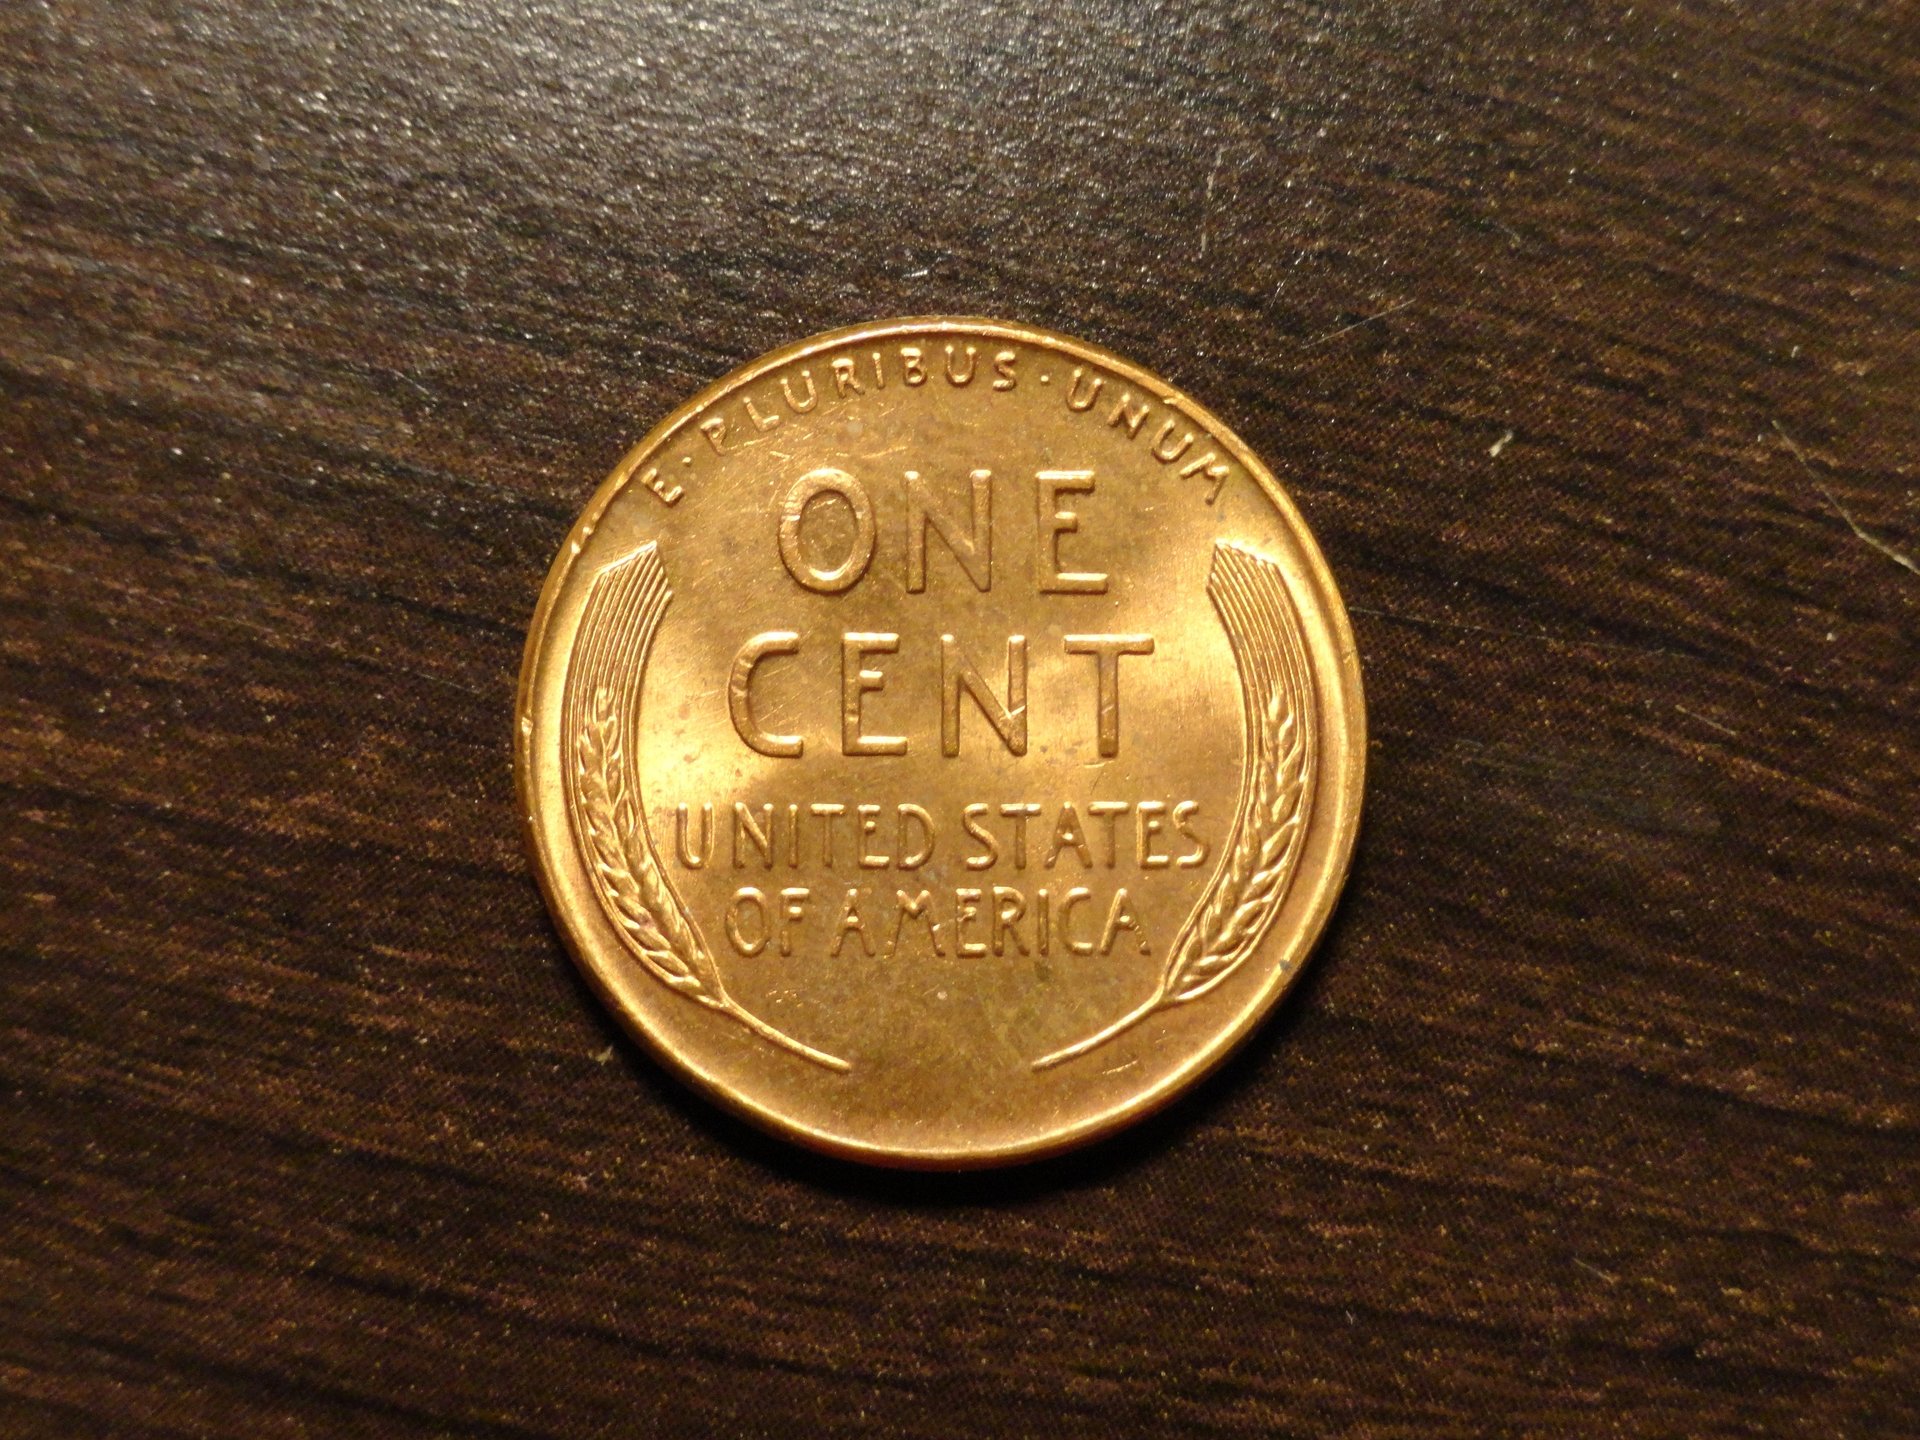 E·PLURIBUS·UNUM
ONE
CENT
UNITED STATES
OF AMERICA